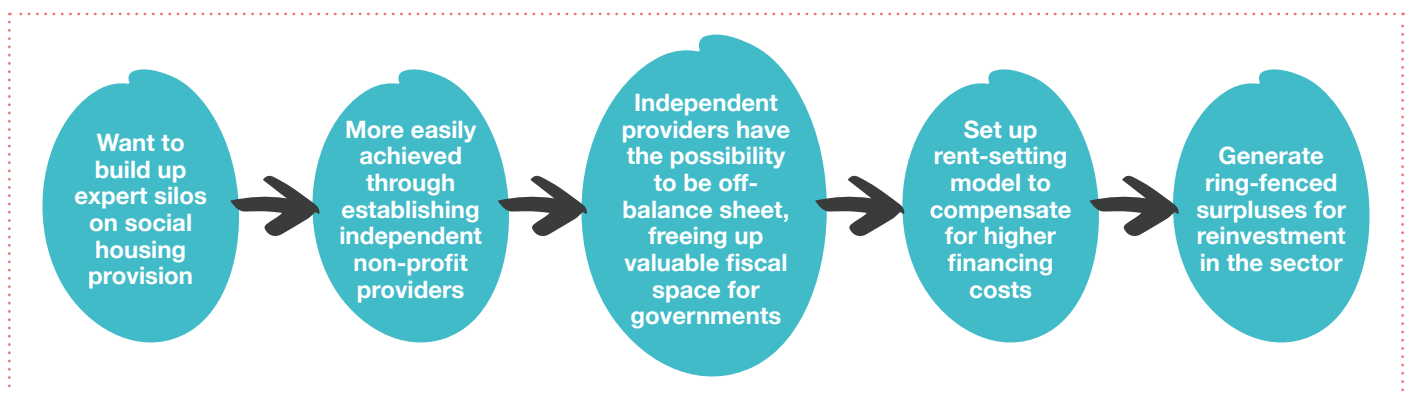 Want to
build up
expert silos
on social
housing
provision
More easily
achieved
through
establishing
independent
non-profit
providers
Independent
providers have
the possibility
to be off-
balance sheet,
freeing up
valuable fiscal
space for
governments
Set up
rent-setting
model to
compensate
for higher
financing
costs
Generate
ring-fenced
surpluses for
reinvestment
in the sector